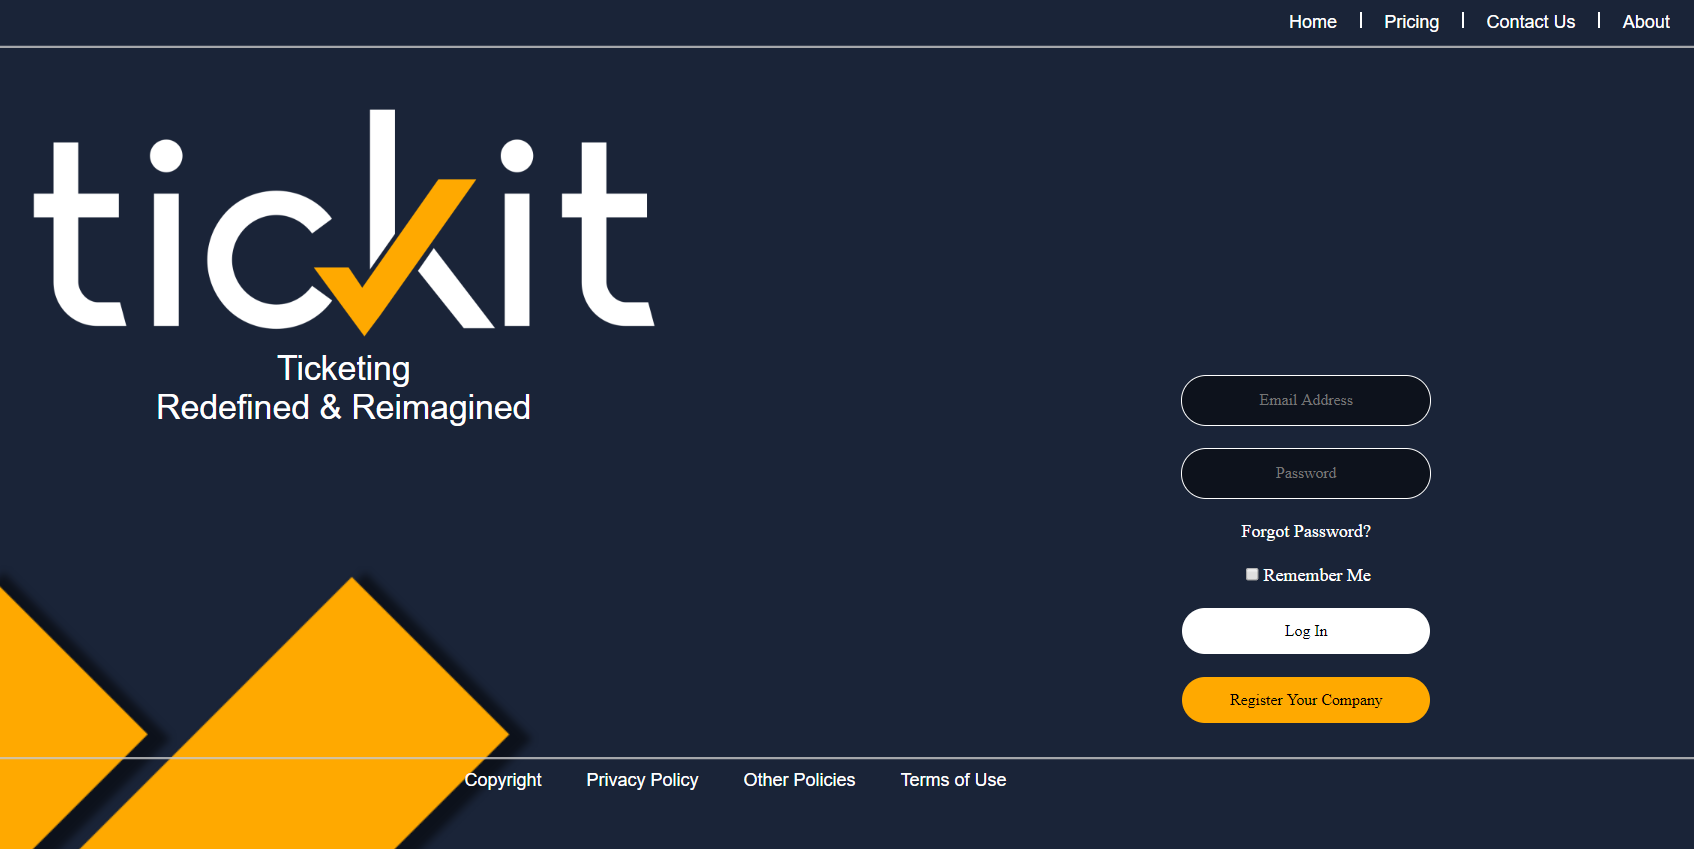 Home Pricing Contact Us About
tickit
Ticketing
Redefined & Reimagined
Email Address
Password
Forgot Password?
Remember Me
Log In
Register Your Company
Copyright Privacy Policy Other Policies Terms of Use